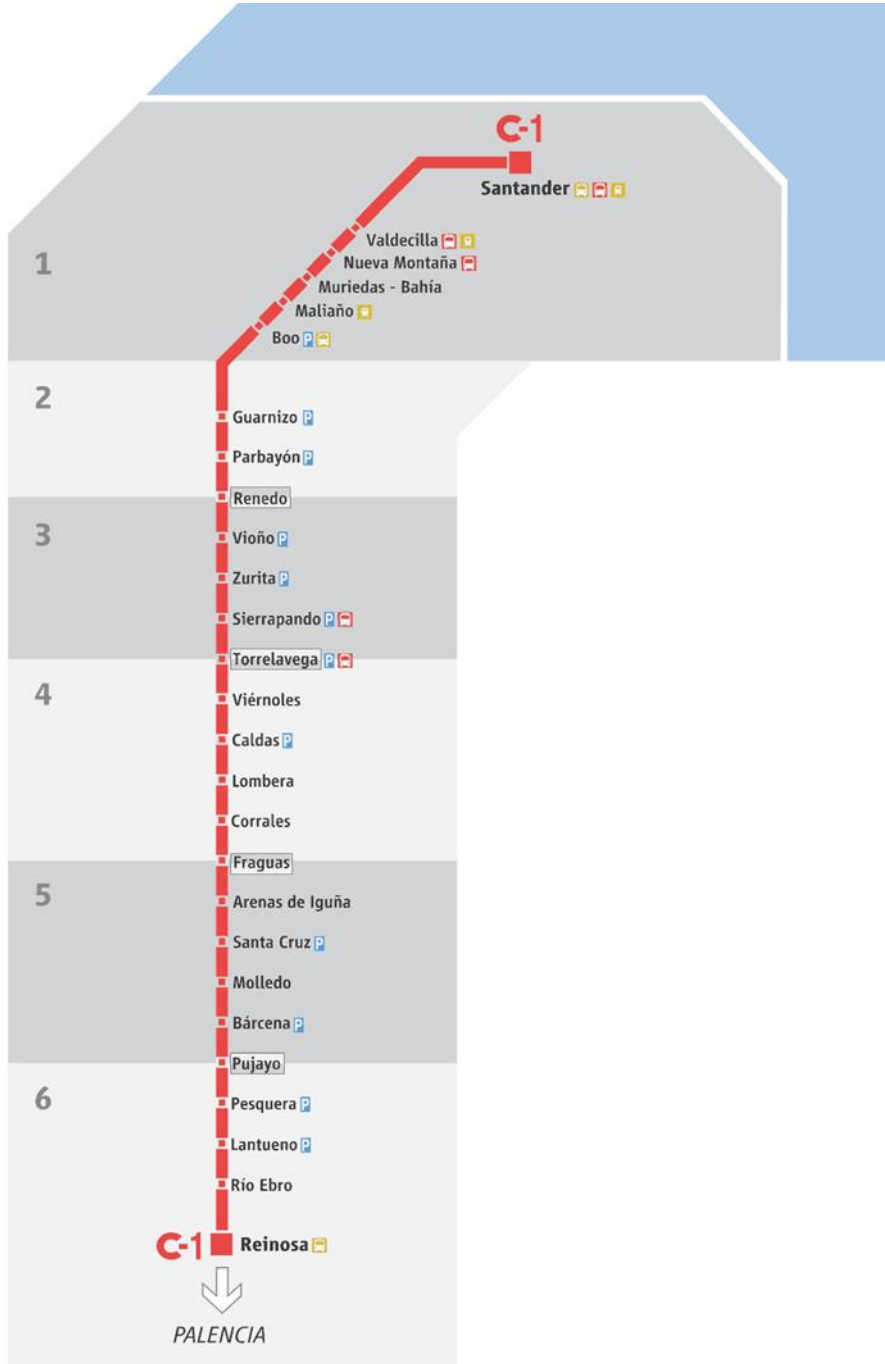 C-1
Santander
Valdecilla
1
Nueva Montaña
Muriedas - Bahía
Maliaño
Boo P
2
Guarnizo P
Parbayón P
Renedo
3
Vioño P
Zurita P
Sierrapando P
Torrelavega P
4
Viérnoles
Caldas P
Lombera
Corrales
Fraguas
5
Arenas de Iguña
Santa Cruz P
Molledo
Bárcena P
Pujayo
6
Pesquera P
Lantueno P
Río Ebro
C-1 Reinosa
PALENCIA